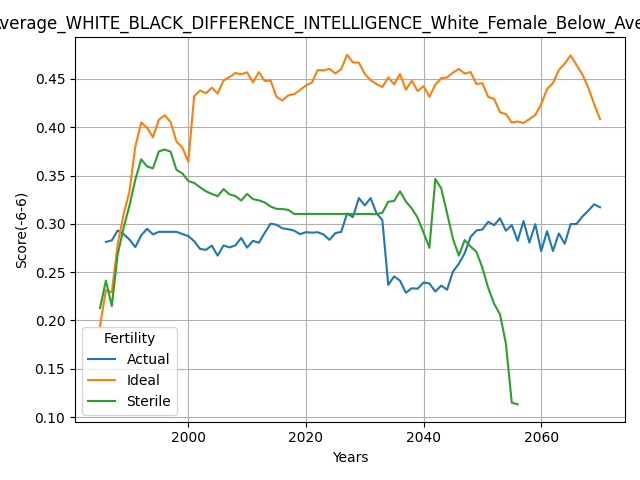 verage_WHITE_BLACK_DIFFERENCE_INTELLIGENCE_White_Female_Below_Ave
Score(-6-6)
0.45
0.40
0.35
0.30
0.25
0.20
0.15
0.10
Fertility
Actual
Ideal
Sterile
2000 2020 2040 2060
Years